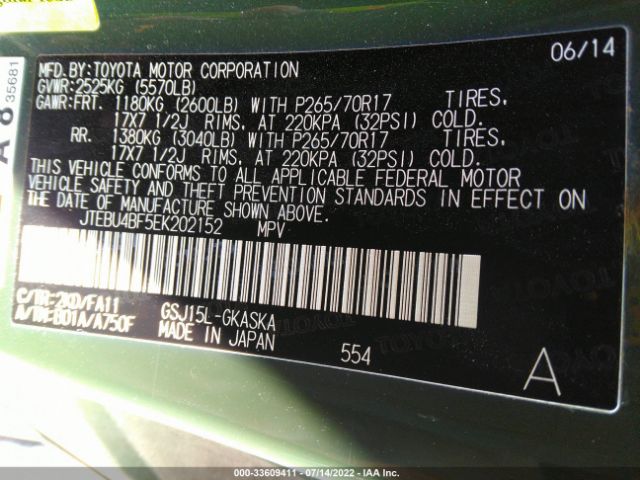 A 8 35681
MFD. BY: TOYOTA MOTOR CORPORATION 06/14
GVWR: 2525KG (5570LB)
GAWR: FRT. 1180KG (2600LB) WITH P265/70R17 TIRES,
17X7 1/2J RIMS, AT 220KPA (32PSI) COLD.
RR. 1380KG (3040LB) WITH P265/70R17 TIRES,
17X7 1/2J RIMS, AT 220KPA (32PSI) COLD.
THIS VEHICLE CONFORMS TO ALL APPLICABLE FEDERAL MOTOR
VEHICLE SAFETY AND THEFT PREVENTION STANDARDS IN EFFECT ON
THE DATE OF MANUFACTURE SHOWN ABOVE.
JTEBU4BF5EK202152 MPV
C/TR: /FA11 GSJ15L-GKASKA
A/TM: B01A/A750F MADE IN JAPAN
554
A
000-33609411 - 07/14/2022 - IAA Inc.